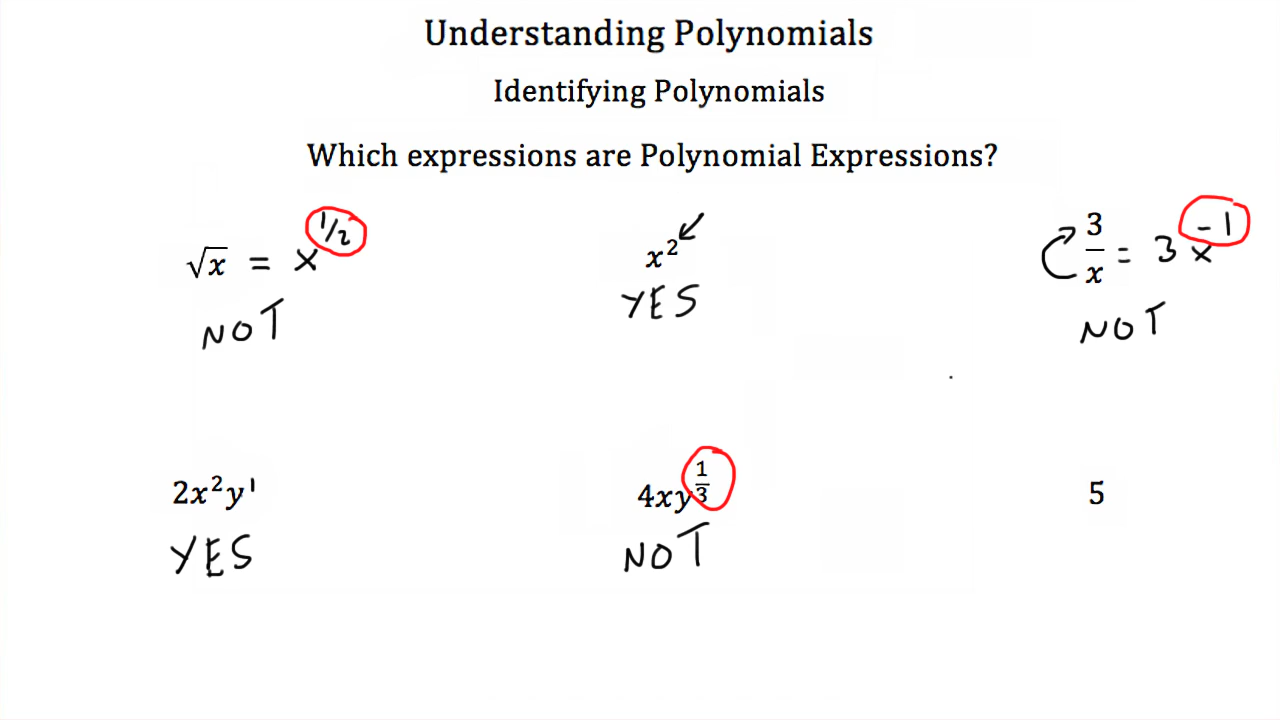 Understanding Polynomials
Identifying Polynomials
Which expressions are Polynomial Expressions?
√x = x^1/2
x²
3/x = 3x^-1
NOT
YES
NOT
2x²y¹
4xy^1/3
5
YES
NOT